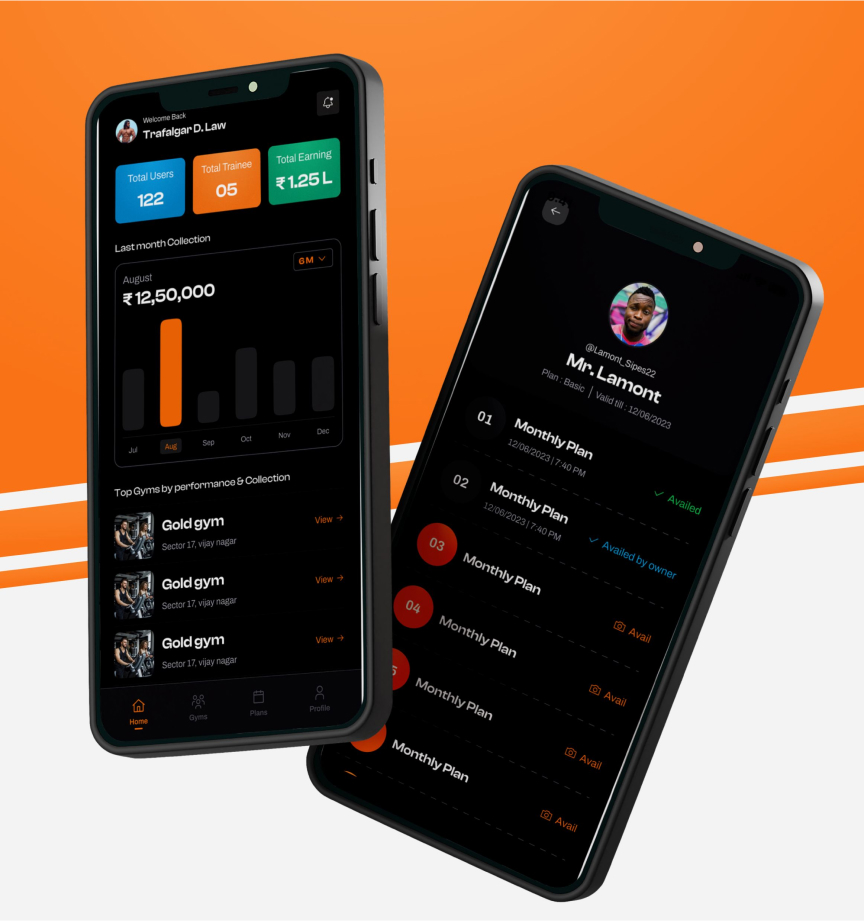 Welcome Back
Trafalgar D. Law
Total Users
122
Total Trainee
05
Total Earning
₹ 1.25 L
Last month Collection
August
6M
₹ 12,50,000
Jul
Aug
Sep
Oct
Nov
Dec
Top Gyms by performance & Collection
Gold gym
Sector 17, vijay nagar
View
Gold gym
Sector 17, vijay nagar
View
Gold gym
Sector 17, vijay nagar
View
Home
Gyms
Plans
Profile
@Lamont_Sipes22
Mr. Lamont
Plan : Basic | Valid till : 12/06/2023
01
Monthly Plan
12/06/2023 | 7:40 PM
Availed
02
Monthly Plan
12/06/2023 | 7:40 PM
Availed by owner
03
Monthly Plan
Avail
04
Monthly Plan
Avail
5
Monthly Plan
Avail
Monthly Plan
Avail